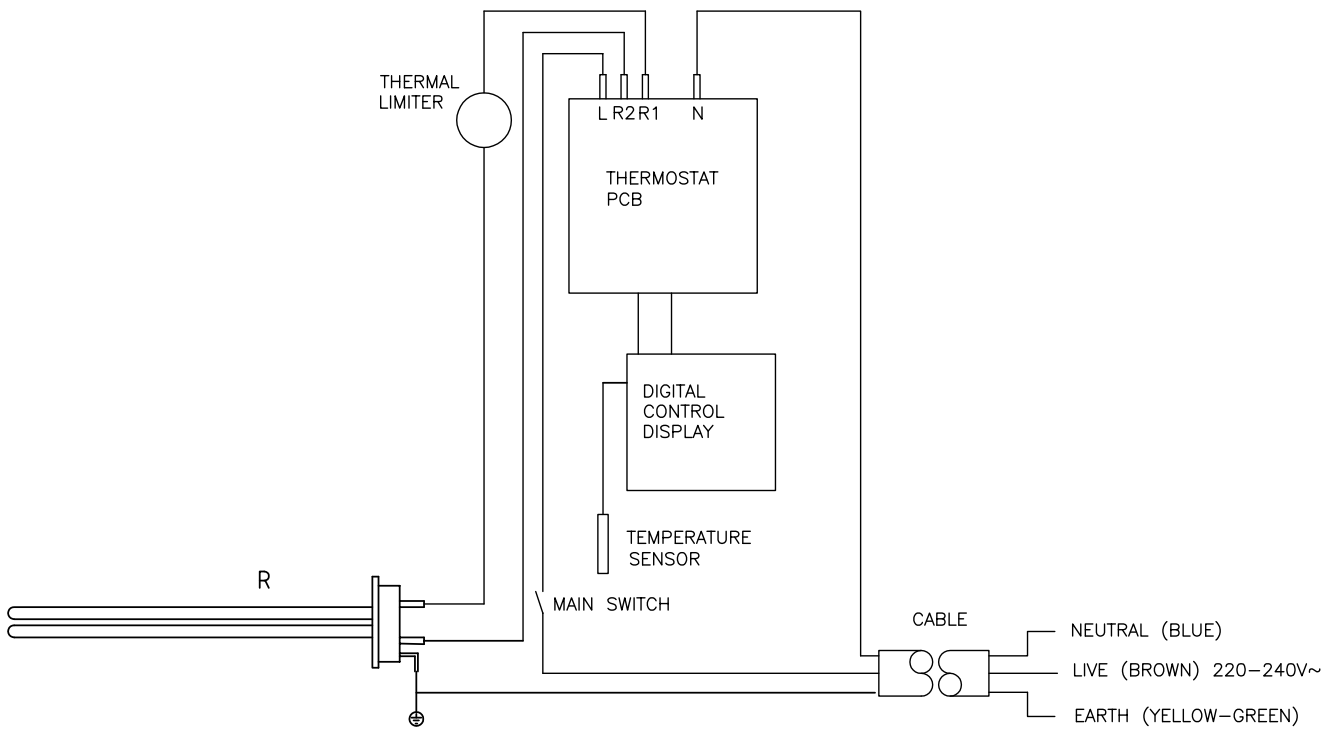 THERMAL
LIMITER
L R2 R1 N
THERMOSTAT
PCB
DIGITAL
CONTROL
DISPLAY
TEMPERATURE
SENSOR
R
MAIN SWITCH
CABLE
NEUTRAL (BLUE)
LIVE (BROWN) 220-240V~
EARTH (YELLOW-GREEN)